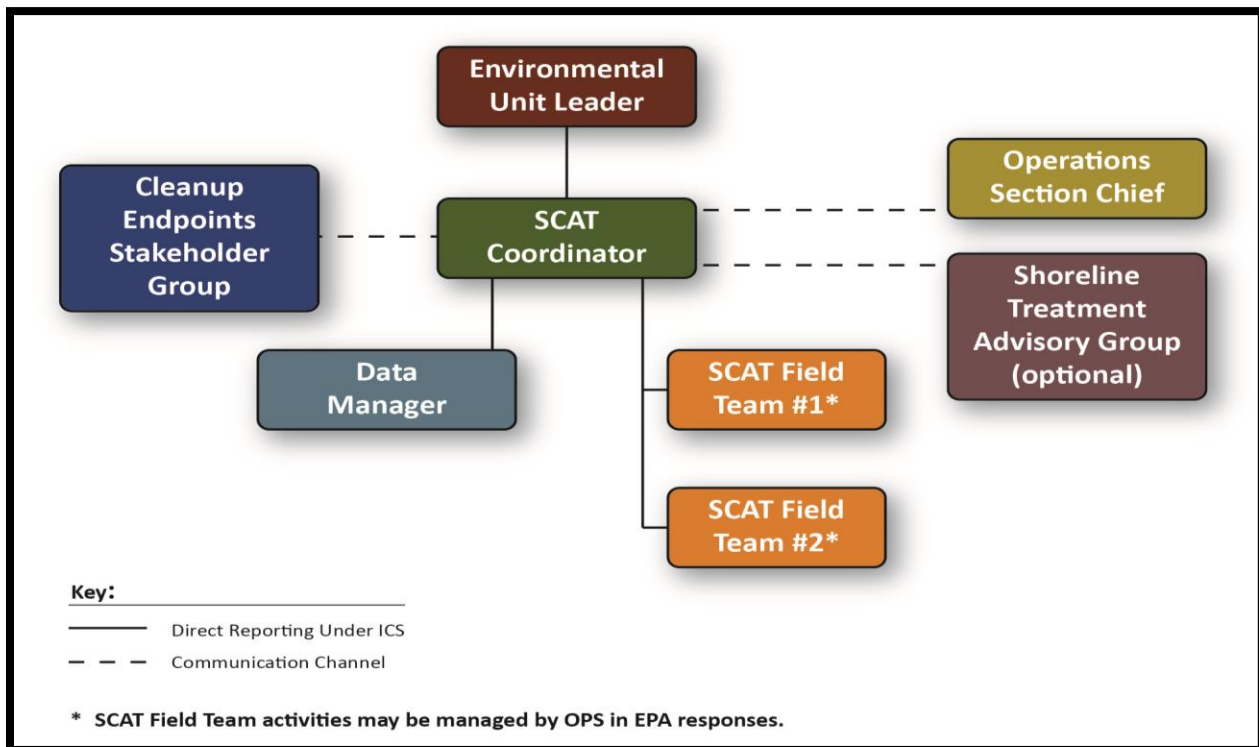 Environmental
Unit Leader
Operations
Section Chief
Cleanup
Endpoints
Stakeholder
Group
SCAT
Coordinator
Shoreline
Treatment
Advisory Group
(optional)
Data
Manager
SCAT Field
Team #1*
SCAT Field
Team #2*
Key:
Direct Reporting Under ICS
Communication Channel
* SCAT Field Team activities may be managed by OPS in EPA responses.